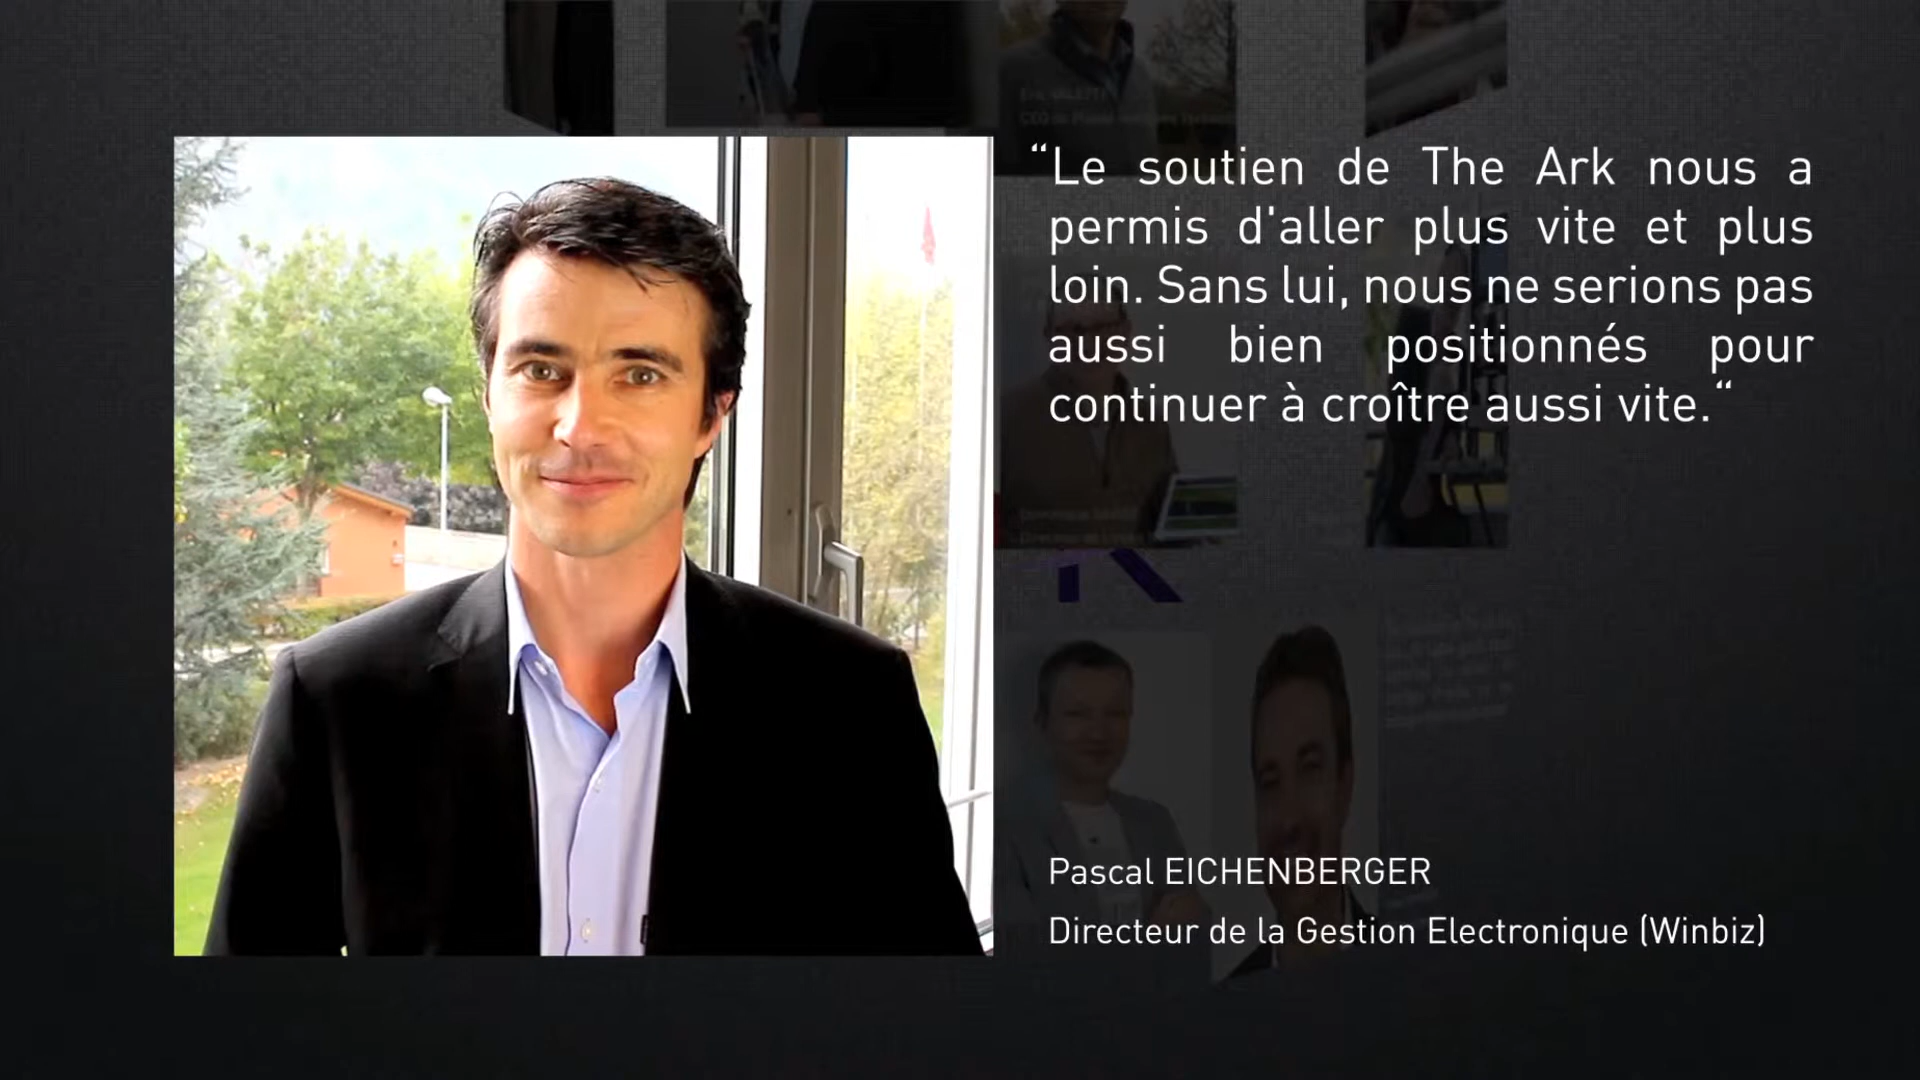 “Le soutien de The Ark nous a
permis d'aller plus vite et plus
loin. Sans lui, nous ne serions pas
aussi bien positionnés pour
continuer à croître aussi vite.“
Pascal EICHENBERGER
Directeur de la Gestion Electronique (Winbiz)